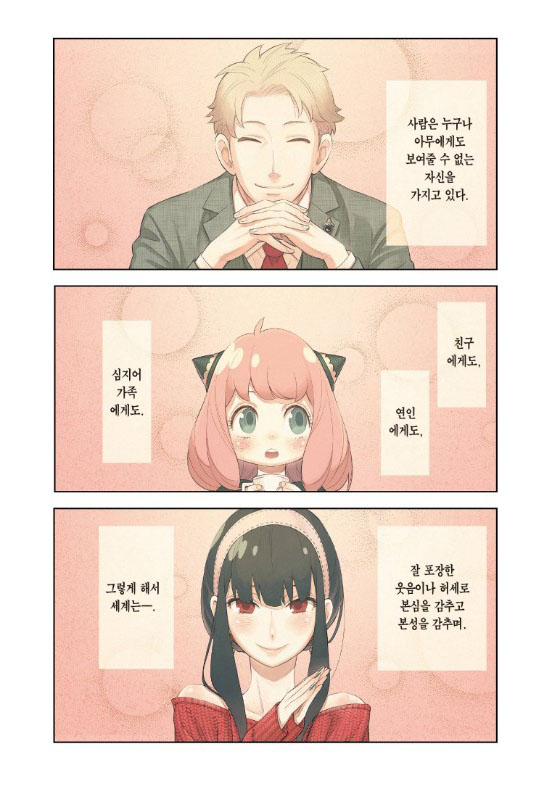 사람은 누구나
아무에게도
보여줄 수 없는
자신을
가지고 있다.
친구
에게도,
연인
에게도,
심지어
가족
에게도.
잘 포장한
웃음이나 허세로
본심을 감추고
본성을 감추며.
그렇게 해서
세계는―.